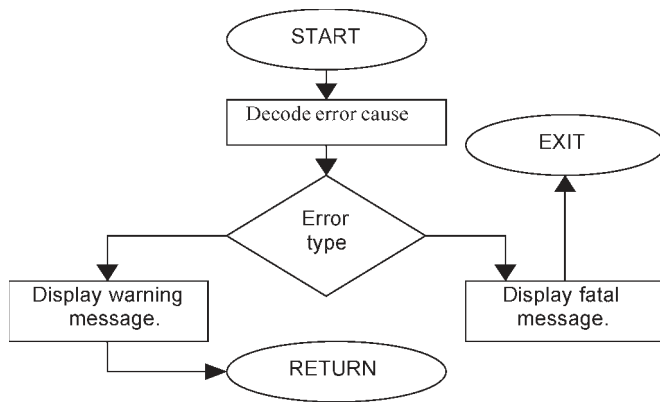 START
Decode error cause
EXIT
Error
type
Display warning
message.
Display fatal
message.
RETURN